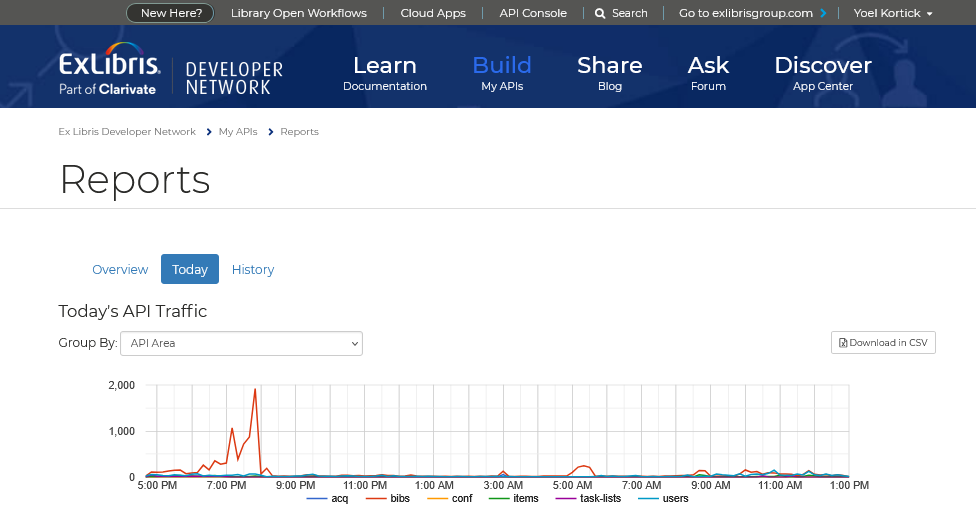 New Here? Library Open Workflows Cloud Apps API Console Search Go to exlibrisgroup.com Yoel Kortick
ExLibris
Part of Clarivate
DEVELOPER
NETWORK
Learn Build Share Ask Discover
Documentation My APIs Blog Forum App Center
Ex Libris Developer Network My APIs Reports
Reports
Overview Today History
Today's API Traffic
Group By: API Area Download in CSV
2,000
1,000
0
5:00 PM 7:00 PM 9:00 PM 11:00 PM 1:00 AM 3:00 AM 5:00 AM 7:00 AM 9:00 AM 11:00 AM 1:00 PM
acq bibs conf items task-lists users